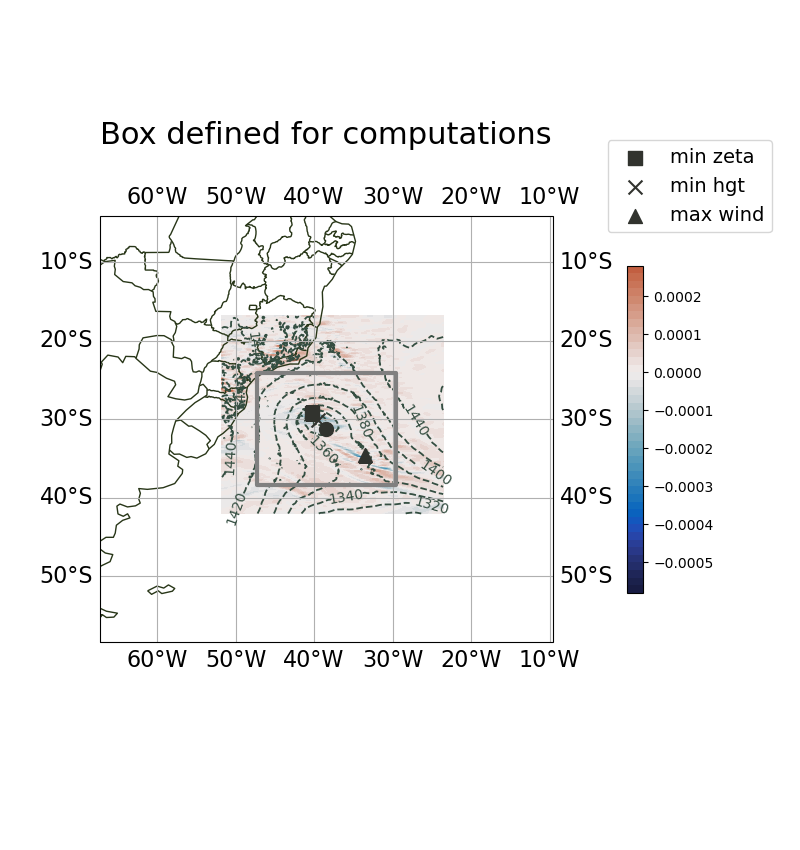 Box defined for computations
min zeta
min hgt
max wind
60°W 50°W 40°W 30°W 20°W 10°W
10°S 10°S
20°S 20°S
30°S 30°S
40°S 40°S
50°S 50°S
60°W 50°W 40°W 30°W 20°W 10°W
1440
1420
1360
1380
1440
1400
1340
1320
0.0002
0.0001
0.0000
−0.0001
−0.0002
−0.0003
−0.0004
−0.0005